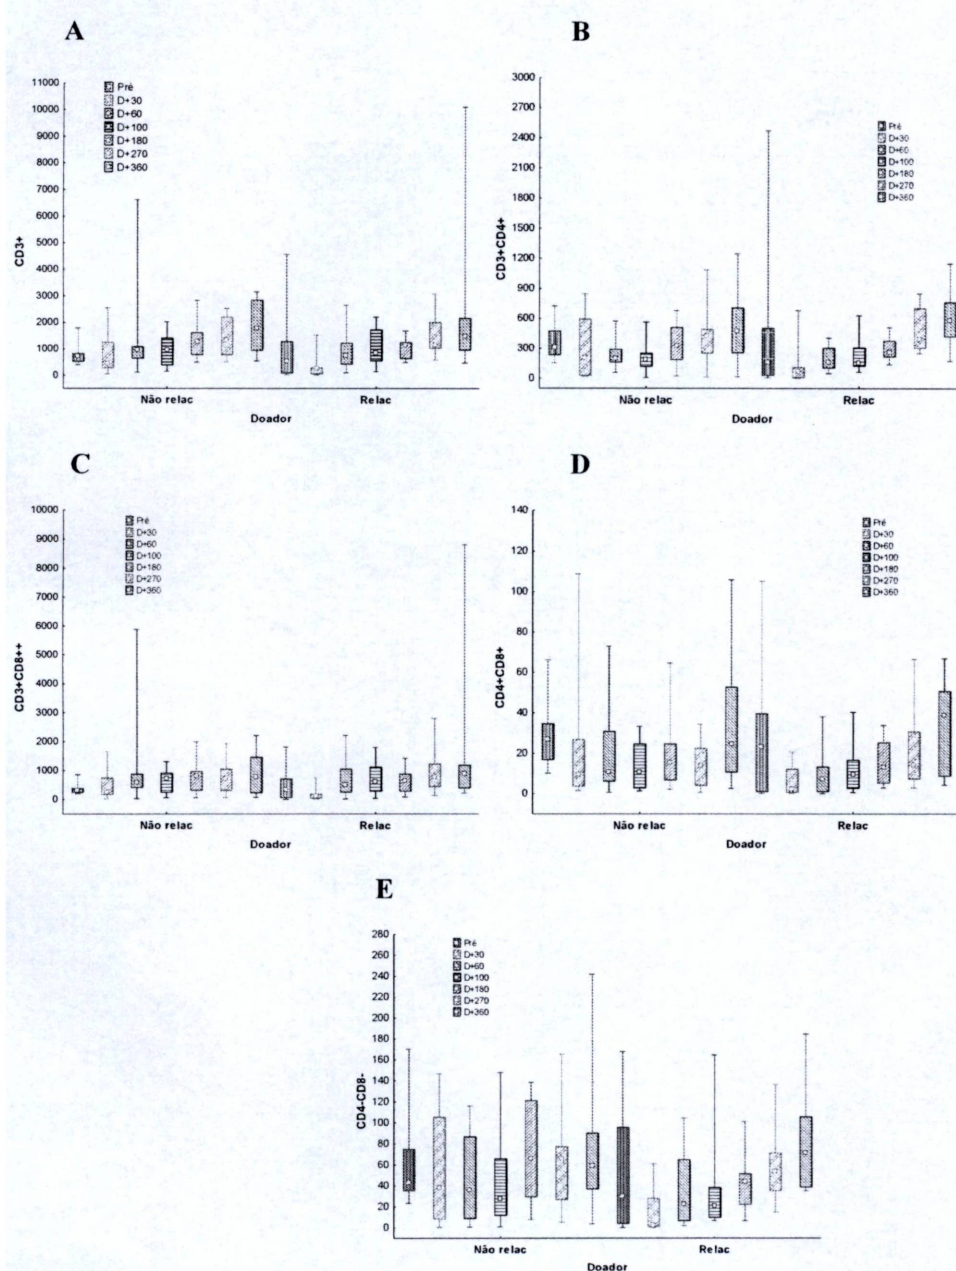 A
11000
10000
9000
8000
7000
6000
5000
4000
3000
2000
1000
0
CD3+
Pré
D+30
D+60
D+100
D+180
D+270
D+360
Não relac
Relac
Doador
B
3000
2700
2400
2100
1800
1500
1200
900
600
300
0
CD3+CD4+
Pré
D+30
D+60
D+100
D+180
D+270
D+360
Não relac
Relac
Doador
C
10000
9000
8000
7000
6000
5000
4000
3000
2000
1000
0
CD3+CD8++
Pré
D+30
D+60
D+100
D+180
D+270
D+360
Não relac
Relac
Doador
D
140
120
100
80
60
40
20
0
CD4+CD8+
Pré
D+30
D+60
D+100
D+180
D+270
D+360
Não relac
Relac
Doador
E
280
260
240
220
200
180
160
140
120
100
80
60
40
20
0
CD4-CD8-
Pré
D+30
D+60
D+100
D+180
D+270
D+360
Não relac
Relac
Doador